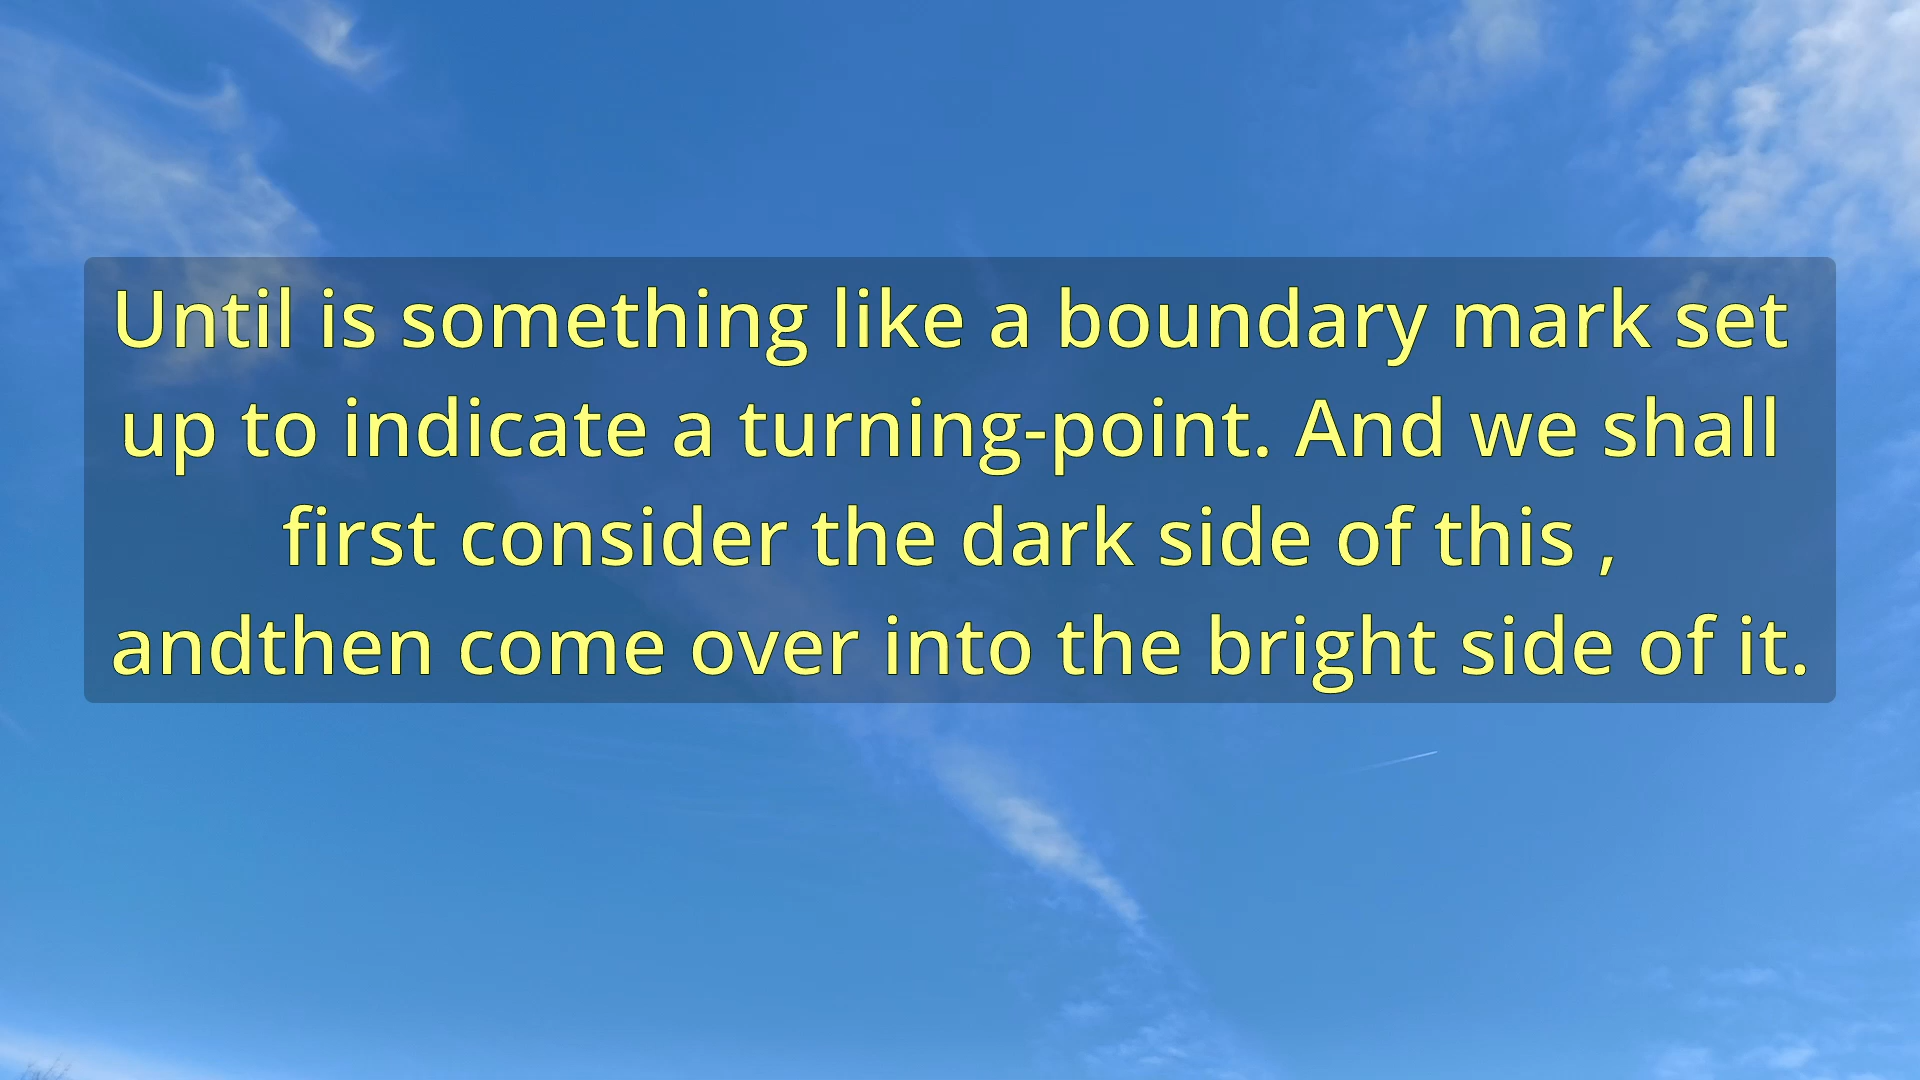 Until is something like a boundary mark set
up to indicate a turning-point. And we shall
first consider the dark side of this ,
andthen come over into the bright side of it.